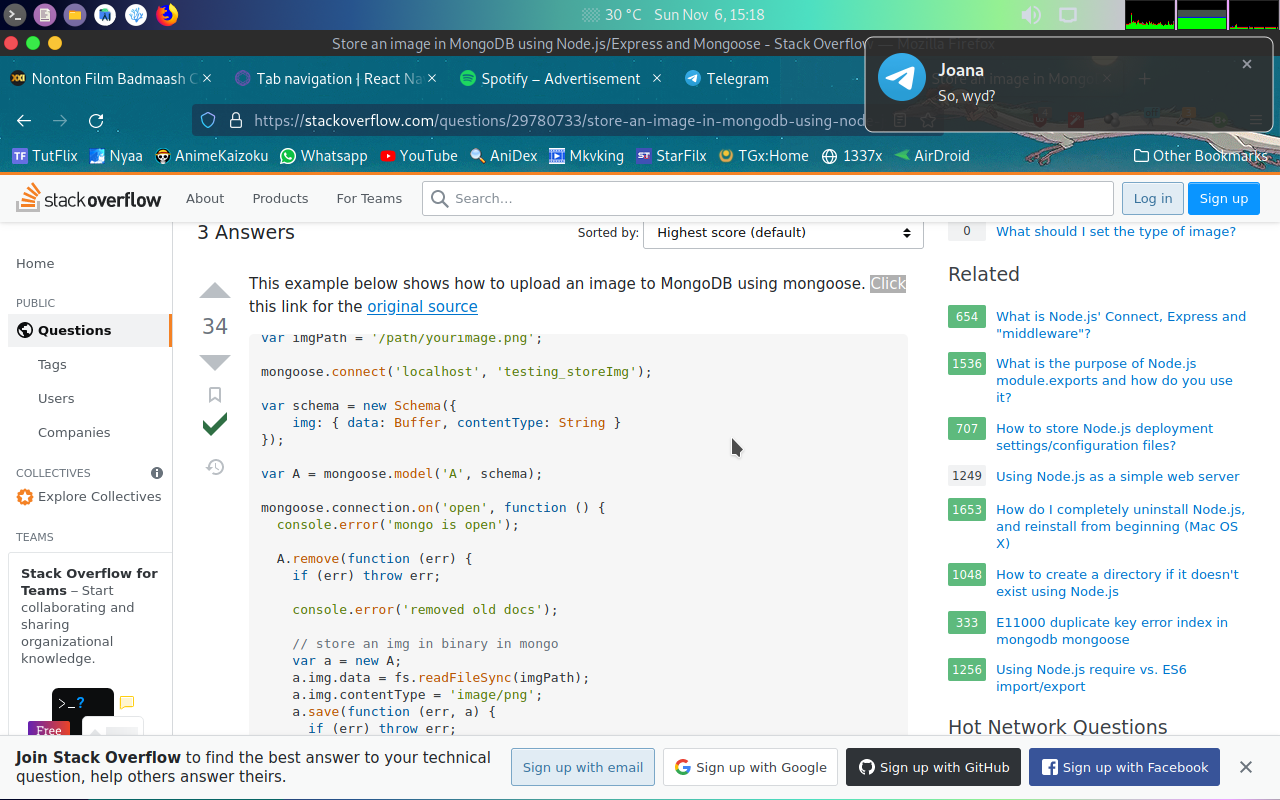 30 °C Sun Nov 6, 15:18
Store an image in MongoDB using Node.js/Express and Mongoose - Stack Overflow — Mozilla Firefox
Nonton Film Badmaash C
Tab navigation | React Na
Spotify – Advertisement
Telegram
Joana
So, wyd?
https://stackoverflow.com/questions/29780733/store-an-image-in-mongodb-using-nod
TutFlix Nyaa AnimeKaizoku Whatsapp YouTube AniDex Mkvking StarFilx TGx:Home 1337x AirDroid Other Bookmarks
stackoverflow About Products For Teams Search... Log in Sign up
Home
PUBLIC
Questions
Tags
Users
Companies
COLLECTIVES
Explore Collectives
TEAMS
Stack Overflow for
Teams – Start
collaborating and
sharing
organizational
knowledge.
>_?
Free
3 Answers
Sorted by: Highest score (default)
34
This example below shows how to upload an image to MongoDB using mongoose. Click
this link for the original source
var imgPath = '/path/yourimage.png';
mongoose.connect('localhost', 'testing_storeImg');
var schema = new Schema({
    img: { data: Buffer, contentType: String }
});
var A = mongoose.model('A', schema);
mongoose.connection.on('open', function () {
  console.error('mongo is open');
  A.remove(function (err) {
    if (err) throw err;
    console.error('removed old docs');
    // store an img in binary in mongo
    var a = new A;
    a.img.data = fs.readFileSync(imgPath);
    a.img.contentType = 'image/png';
    a.save(function (err, a) {
      if (err) throw err;
0 What should I set the type of image?
Related
654 What is Node.js' Connect, Express and
"middleware"?
1536 What is the purpose of Node.js
module.exports and how do you use
it?
707 How to store Node.js deployment
settings/configuration files?
1249 Using Node.js as a simple web server
1653 How do I completely uninstall Node.js,
and reinstall from beginning (Mac OS
X)
1048 How to create a directory if it doesn't
exist using Node.js
333 E11000 duplicate key error index in
mongodb mongoose
1256 Using Node.js require vs. ES6
import/export
Hot Network Questions
Join Stack Overflow to find the best answer to your technical
question, help others answer theirs.
Sign up with email
Sign up with Google
Sign up with GitHub
Sign up with Facebook